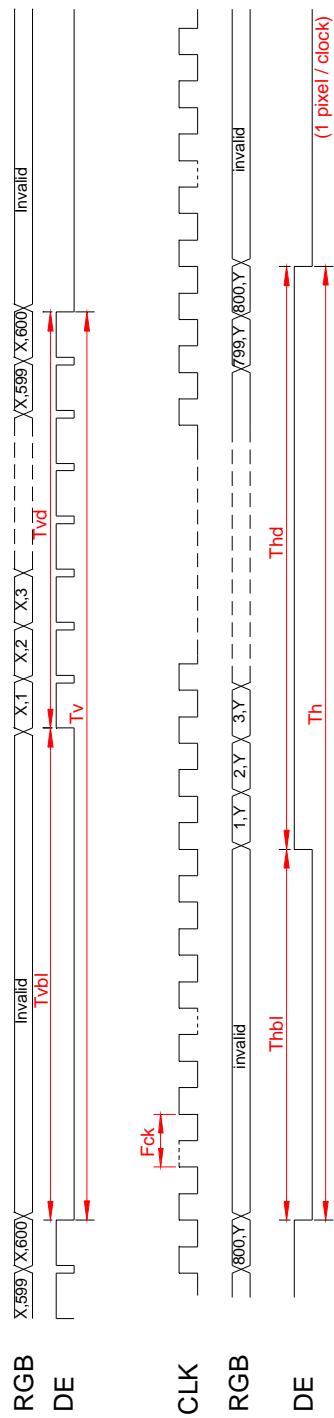 RGB X,599 X,600 Invalid X,1 X,2 X,3 X,599 X,600 Invalid
DE
Tvbl Tvd
Tv
Fck
CLK
RGB 800,Y invalid 1,Y 2,Y 3,Y 799,Y 800,Y invalid
DE
Thbl Thd
Th
(1 pixel / clock)